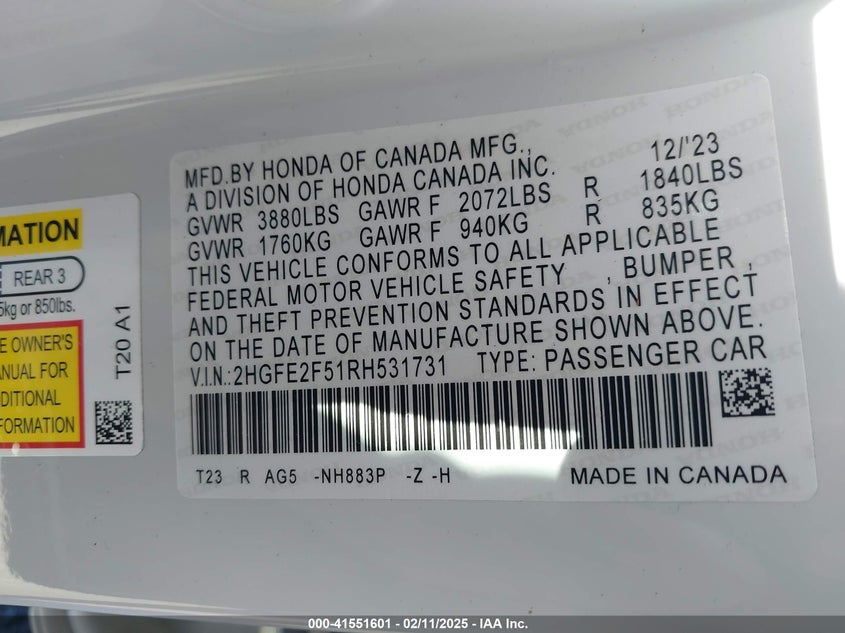 MFD.BY HONDA OF CANADA MFG., 12/'23
A DIVISION OF HONDA CANADA INC.
GVWR 3880LBS GAWR F 2072LBS R 1840LBS
GVWR 1760KG GAWR F 940KG R 835KG
THIS VEHICLE CONFORMS TO ALL APPLICABLE
FEDERAL MOTOR VEHICLE SAFETY , BUMPER ,
AND THEFT PREVENTION STANDARDS IN EFFECT
ON THE DATE OF MANUFACTURE SHOWN ABOVE.
V.I.N.:2HGFE2F51RH531731 TYPE: PASSENGER CAR
T23 R AG5 -NH883P -Z -H MADE IN CANADA
MATION
REAR 3
5kg or 850lbs.
E OWNER'S
ANUAL FOR
DITIONAL
FORMATION
T20 A1
000-41551601 - 02/11/2025 - IAA Inc.